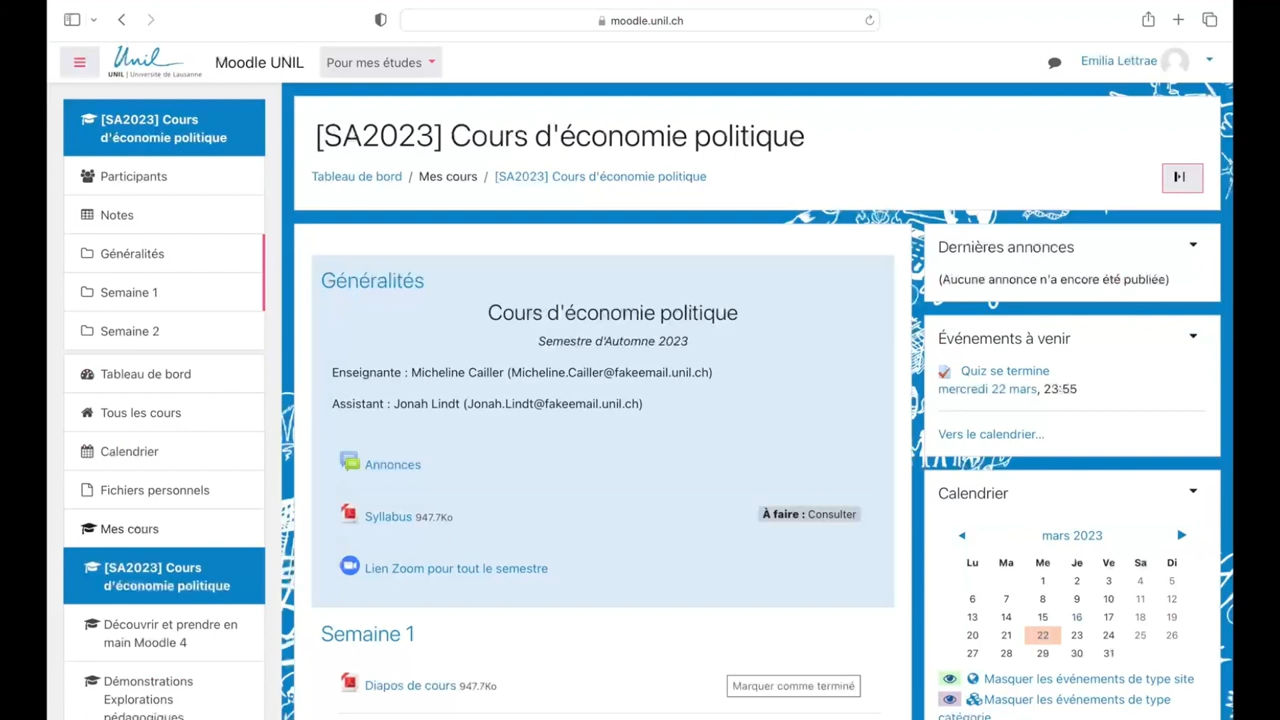 moodle.unil.ch
Unil
UNIL | Université de Lausanne
Moodle UNIL
Pour mes études
Emilia Lettrae
[SA2023] Cours
d'économie politique
Participants
Notes
Généralités
Semaine 1
Semaine 2
Tableau de bord
Tous les cours
Calendrier
Fichiers personnels
Mes cours
[SA2023] Cours
d'économie politique
Découvrir et prendre en
main Moodle 4
Démonstrations
Explorations
pédagogiques
[SA2023] Cours d'économie politique
Tableau de bord / Mes cours / [SA2023] Cours d'économie politique
Généralités
Cours d'économie politique
Semestre d'Automne 2023
Enseignante : Micheline Cailler (Micheline.Cailler@fakeemail.unil.ch)
Assistant : Jonah Lindt (Jonah.Lindt@fakeemail.unil.ch)
Annonces
Syllabus 947.7Ko
À faire : Consulter
Lien Zoom pour tout le semestre
Semaine 1
Diapos de cours 947.7Ko
Marquer comme terminé
Dernières annonces
(Aucune annonce n'a encore été publiée)
Événements à venir
Quiz se termine
mercredi 22 mars, 23:55
Vers le calendrier...
Calendrier
mars 2023
Lu Ma Me Je Ve Sa Di
1 2 3 4 5
6 7 8 9 10 11 12
13 14 15 16 17 18 19
20 21 22 23 24 25 26
27 28 29 30 31
Masquer les événements de type site
Masquer les événements de type
catégorie